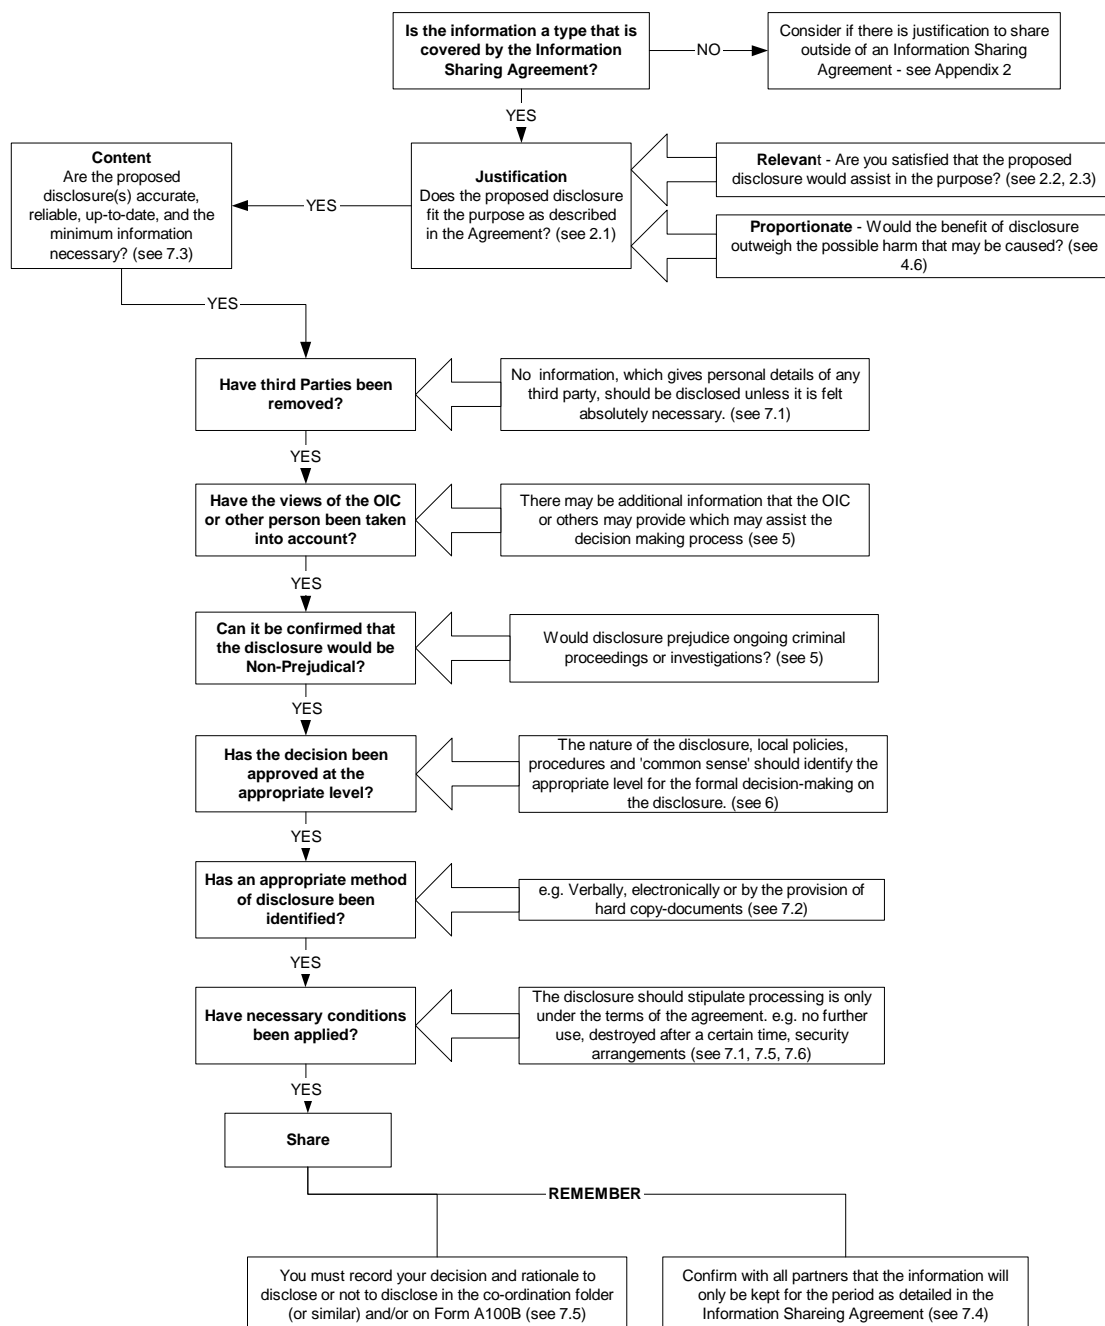 Is the information a type that is
covered by the Information
Sharing Agreement?
NO
Consider if there is justification to share
outside of an Information Sharing
Agreement - see Appendix 2
YES
Content
Are the proposed
disclosure(s) accurate,
reliable, up-to-date, and the
minimum information
necessary? (see 7.3)
YES
Justification
Does the proposed disclosure
fit the purpose as described
in the Agreement? (see 2.1)
Relevant - Are you satisfied that the proposed
disclosure would assist in the purpose? (see 2.2, 2.3)
Proportionate - Would the benefit of disclosure
outweigh the possible harm that may be caused? (see
4.6)
YES
Have third Parties been
removed?
No information, which gives personal details of any
third party, should be disclosed unless it is felt
absolutely necessary. (see 7.1)
YES
Have the views of the OIC
or other person been taken
into account?
There may be additional information that the OIC
or others may provide which may assist the
decision making process (see 5)
YES
Can it be confirmed that
the disclosure would be
Non-Prejudical?
Would disclosure prejudice ongoing criminal
proceedings or investigations? (see 5)
YES
Has the decision been
approved at the
appropriate level?
The nature of the disclosure, local policies,
procedures and 'common sense' should identify the
appropriate level for the formal decision-making on
the disclosure. (see 6)
YES
Has an appropriate method
of disclosure been
identified?
e.g. Verbally, electronically or by the provision of
hard copy-documents (see 7.2)
YES
Have necessary conditions
been applied?
The disclosure should stipulate processing is only
under the terms of the agreement. e.g. no further
use, destroyed after a certain time, security
arrangements (see 7.1, 7.5, 7.6)
YES
Share
REMEMBER
You must record your decision and rationale to
disclose or not to disclose in the co-ordination folder
(or similar) and/or on Form A100B (see 7.5)
Confirm with all partners that the information will
only be kept for the period as detailed in the
Information Shareing Agreement (see 7.4)